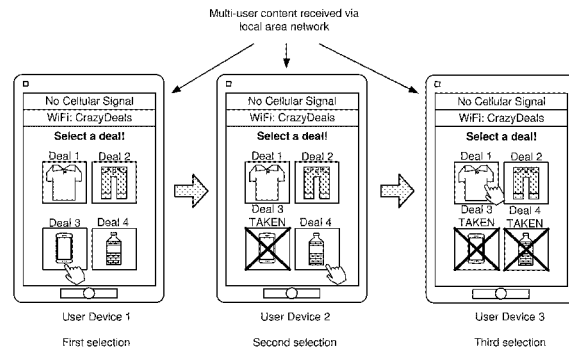 Multi-user content received via
local area network
No Cellular Signal
WiFi: CrazyDeals
Select a deal!
Deal 1 Deal 2
Deal 3 Deal 4
User Device 1
First selection
No Cellular Signal
WiFi: CrazyDeals
Select a deal!
Deal 1 Deal 2
Deal 3
TAKEN Deal 4
User Device 2
Second selection
No Cellular Signal
WiFi: CrazyDeals
Select a deal!
Deal 1 Deal 2
Deal 3 Deal 4
TAKEN TAKEN
User Device 3
Third selection